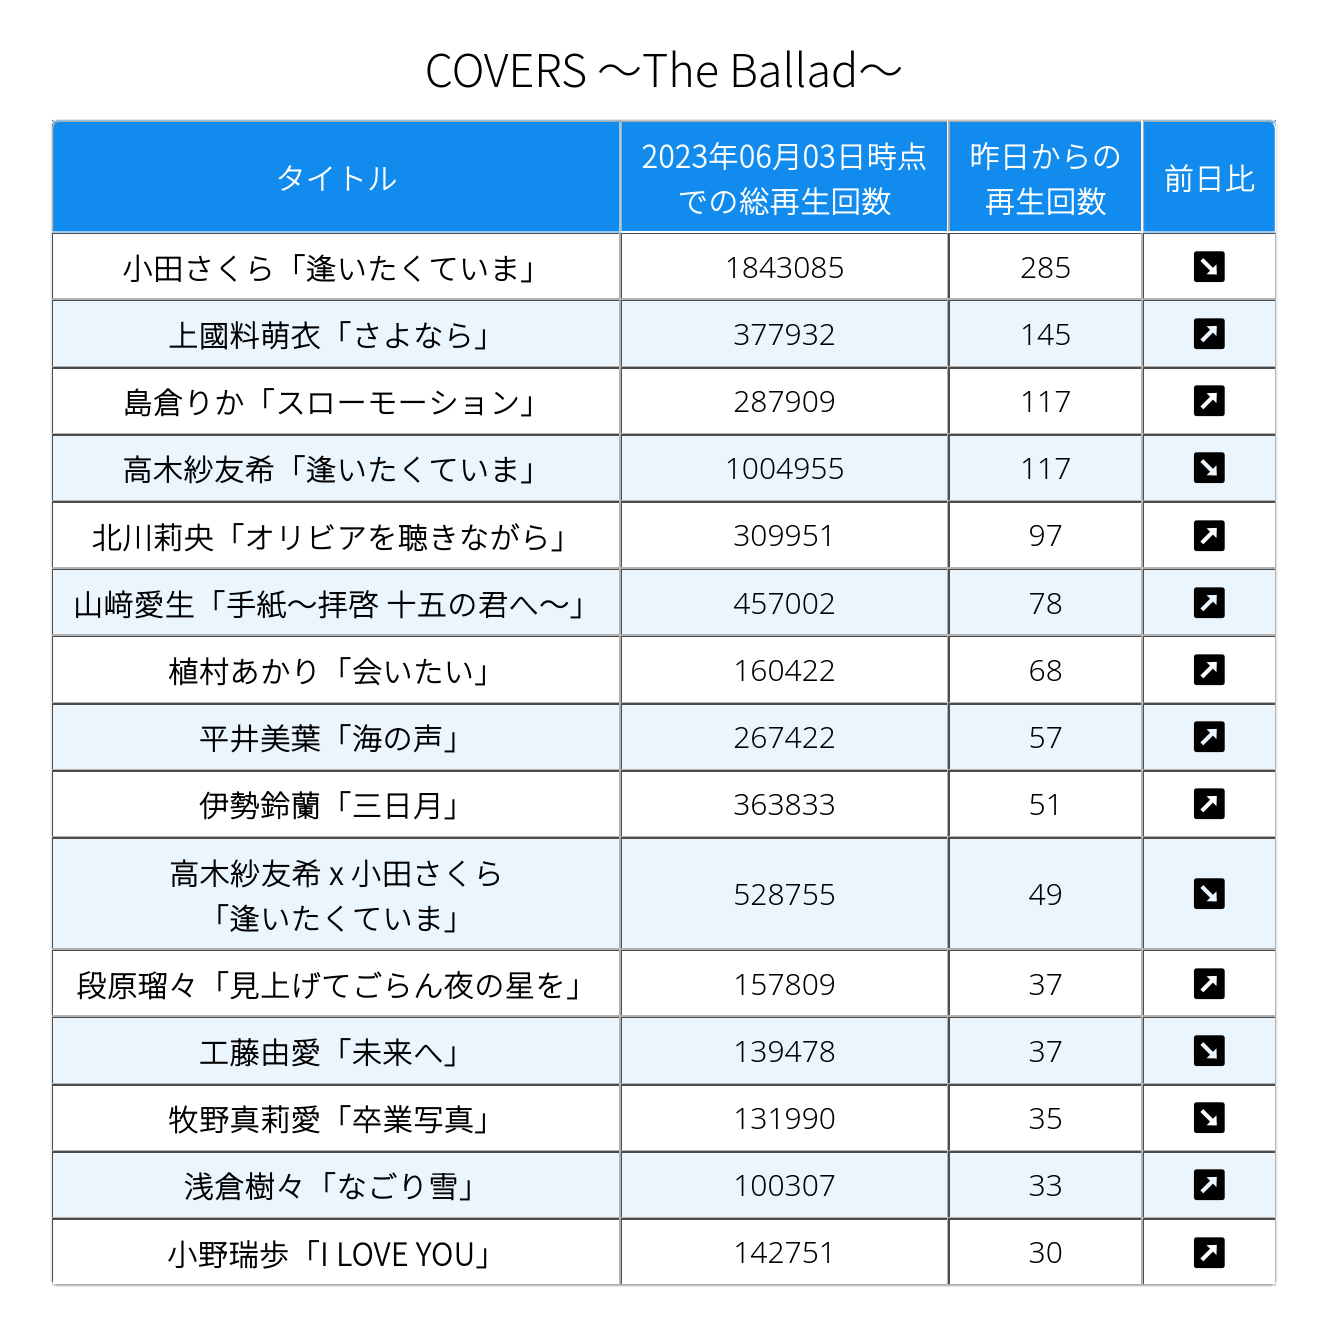 COVERS ～The Ballad～
タイトル
2023年06月03日時点
での総再生回数
昨日からの
再生回数
前日比
小田さくら「逢いたくていま」 1843085 285 ↘
上國料萌衣「さよなら」 377932 145 ↗
島倉りか「スローモーション」 287909 117 ↗
高木紗友希「逢いたくていま」 1004955 117 ↘
北川莉央「オリビアを聴きながら」 309951 97 ↗
山﨑愛生「手紙～拝啓 十五の君へ～」 457002 78 ↗
植村あかり「会いたい」 160422 68 ↗
平井美葉「海の声」 267422 57 ↗
伊勢鈴蘭「三日月」 363833 51 ↗
高木紗友希 x 小田さくら
「逢いたくていま」 528755 49 ↘
段原瑠々「見上げてごらん夜の星を」 157809 37 ↗
工藤由愛「未来へ」 139478 37 ↘
牧野真莉愛「卒業写真」 131990 35 ↘
浅倉樹々「なごり雪」 100307 33 ↗
小野瑞歩「I LOVE YOU」 142751 30 ↗